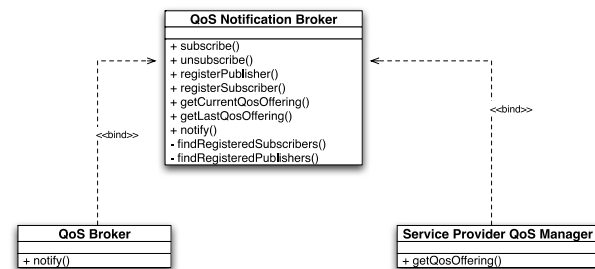 QoS Notification Broker
+ subscribe()
+ unsubscribe()
+ registerPublisher()
+ registerSubscriber()
+ getCurrentQosOffering()
+ getLastQosOffering()
+ notify()
- findRegisteredSubscribers()
- findRegisteredPublishers()
<<bind>>
<<bind>>
QoS Broker
+ notify()
Service Provider QoS Manager
+ getQosOffering()